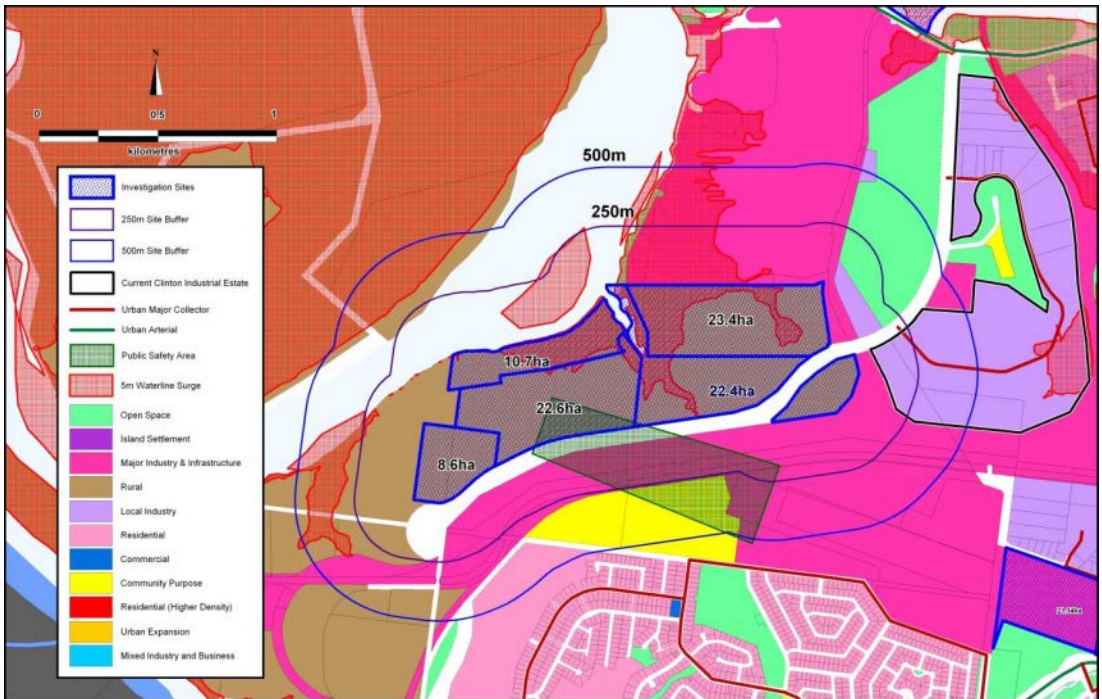 N
0
0.5
1
kilometres
Investigation Sites
250m Site Buffer
500m Site Buffer
Current Clinton Industrial Estate
Urban Major Collector
Urban Arterial
Public Safety Area
5m Waterline Surge
Open Space
Island Settlement
Major Industry & Infrastructure
Rural
Local Industry
Residential
Commercial
Community Purpose
Residential (Higher Density)
Urban Expansion
Mixed Industry and Business
500m
250m
23.4ha
10.7ha
22.4ha
22.6ha
8.6ha